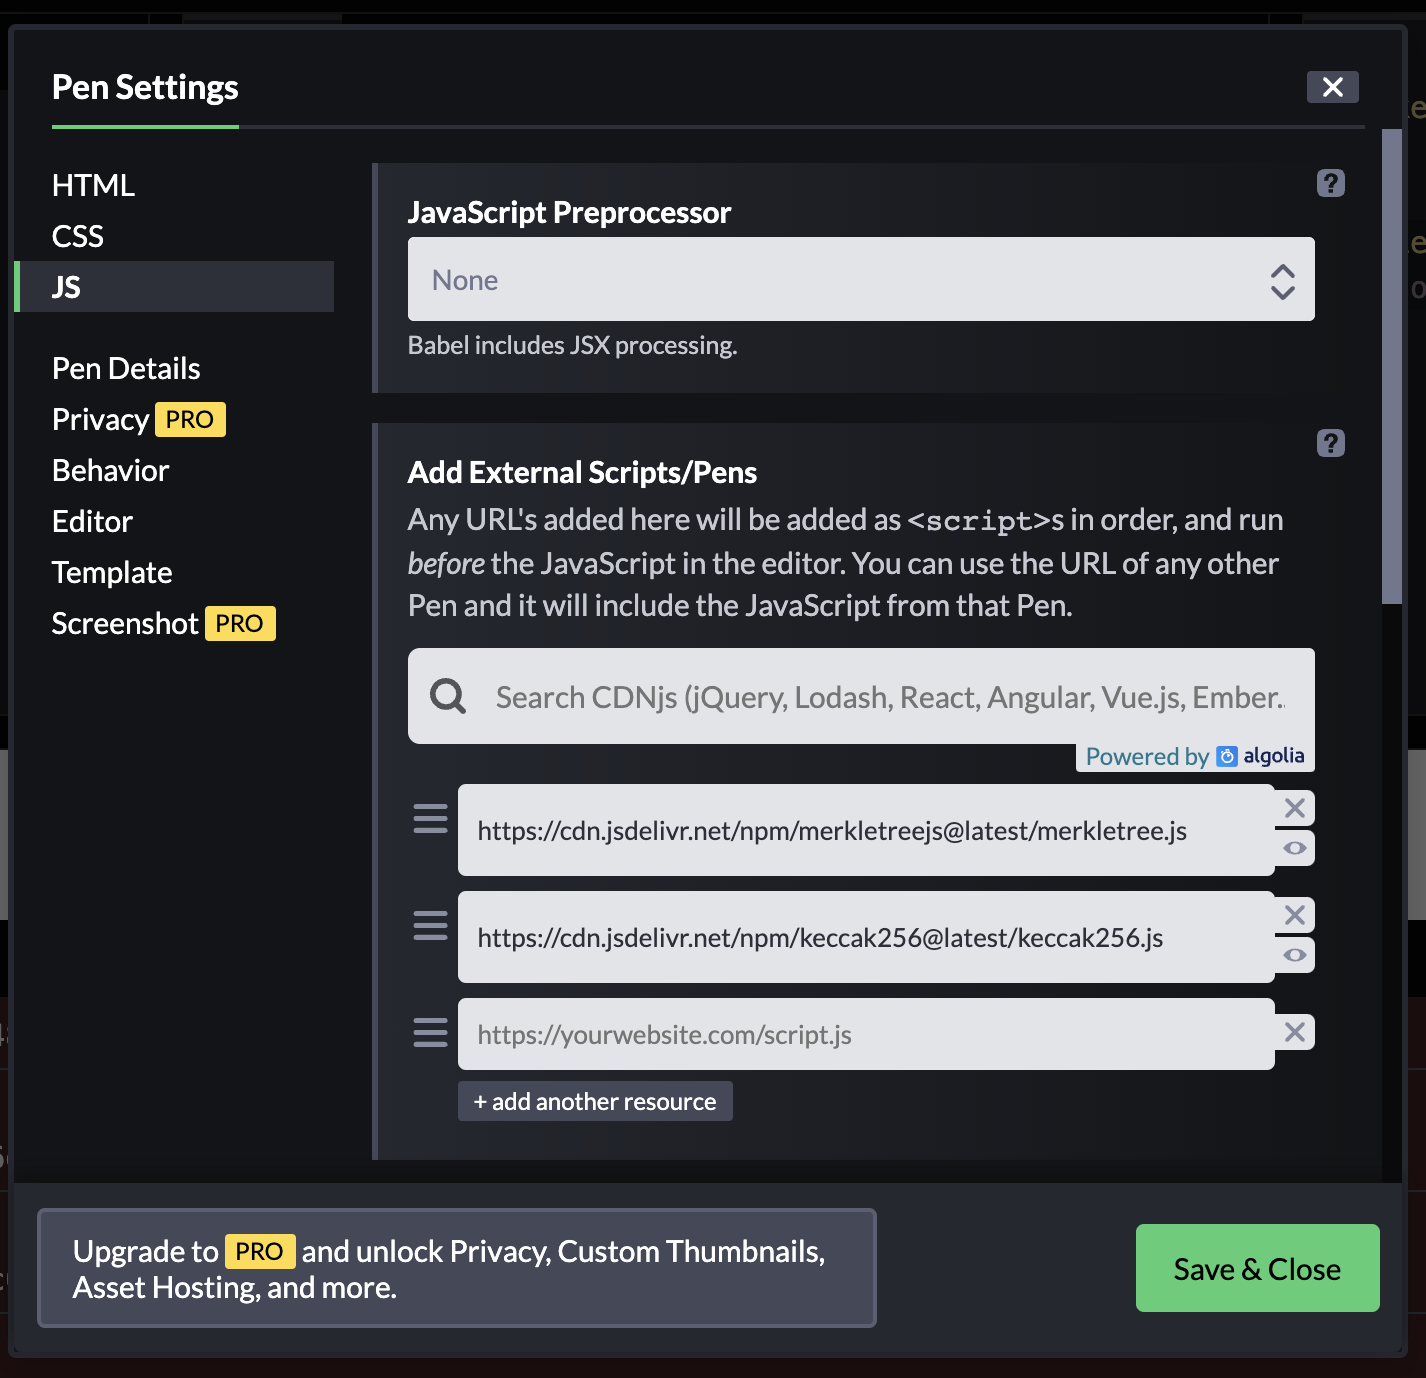 Pen Settings
HTML
CSS
JS
Pen Details
Privacy PRO
Behavior
Editor
Template
Screenshot PRO
?
JavaScript Preprocessor
None
Babel includes JSX processing.
?
Add External Scripts/Pens
Any URL's added here will be added as <script>s in order, and run
before the JavaScript in the editor. You can use the URL of any other
Pen and it will include the JavaScript from that Pen.
Search CDNjs (jQuery, Lodash, React, Angular, Vue.js, Ember..
Powered by algolia
https://cdn.jsdelivr.net/npm/merkletreejs@latest/merkletree.js
https://cdn.jsdelivr.net/npm/keccak256@latest/keccak256.js
https://yourwebsite.com/script.js
+ add another resource
Upgrade to PRO and unlock Privacy, Custom Thumbnails,
Asset Hosting, and more.
Save & Close